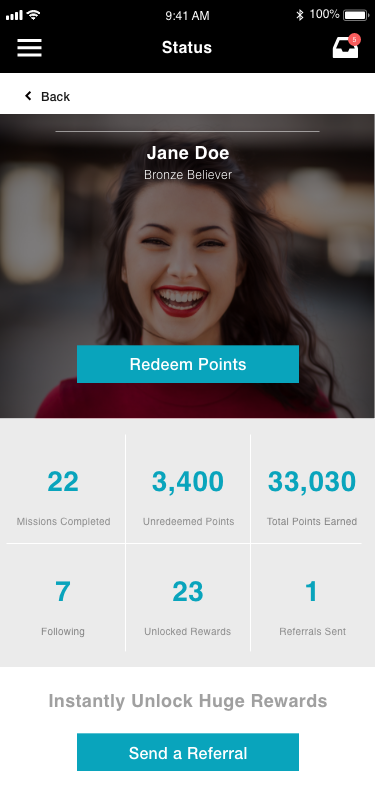 9:41 AM
100%
Status
5
Back
Jane Doe
Bronze Believer
Redeem Points
22
3,400
33,030
Missions Completed
Unredeemed Points
Total Points Earned
7
23
1
Following
Unlocked Rewards
Referrals Sent
Instantly Unlock Huge Rewards
Send a Referral